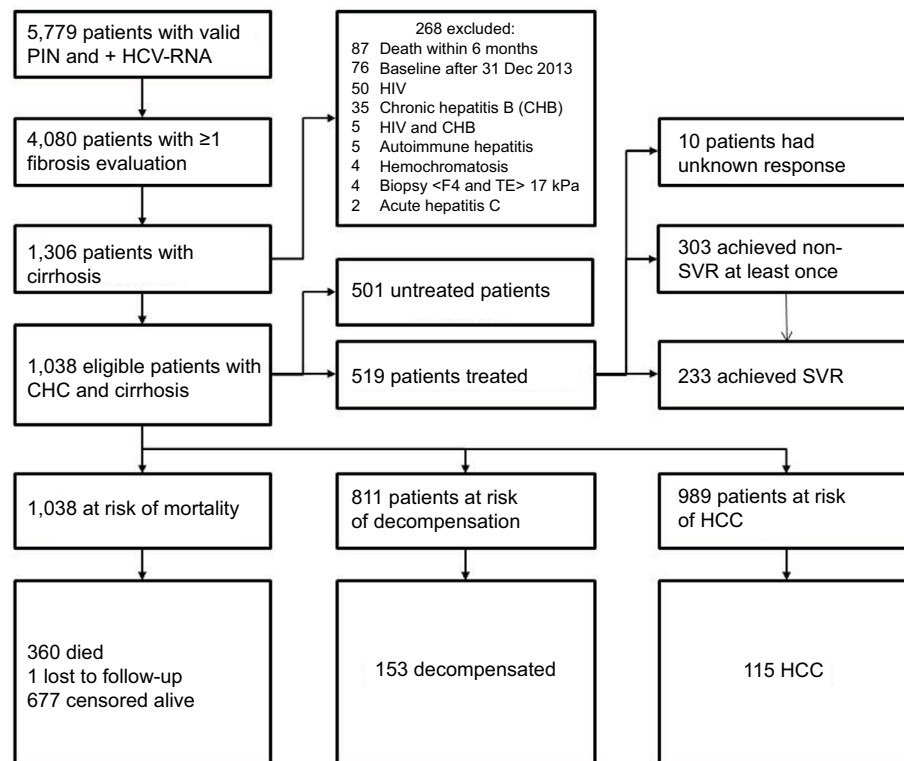 5,779 patients with valid
PIN and + HCV-RNA
4,080 patients with ≥1
fibrosis evaluation
1,306 patients with
cirrhosis
1,038 eligible patients with
CHC and cirrhosis
268 excluded:
87 Death within 6 months
76 Baseline after 31 Dec 2013
50 HIV
35 Chronic hepatitis B (CHB)
5 HIV and CHB
5 Autoimmune hepatitis
4 Hemochromatosis
4 Biopsy <F4 and TE> 17 kPa
2 Acute hepatitis C
501 untreated patients
519 patients treated
10 patients had
unknown response
303 achieved non-
SVR at least once
233 achieved SVR
1,038 at risk of mortality
811 patients at risk
of decompensation
989 patients at risk
of HCC
360 died
1 lost to follow-up
677 censored alive
153 decompensated
115 HCC